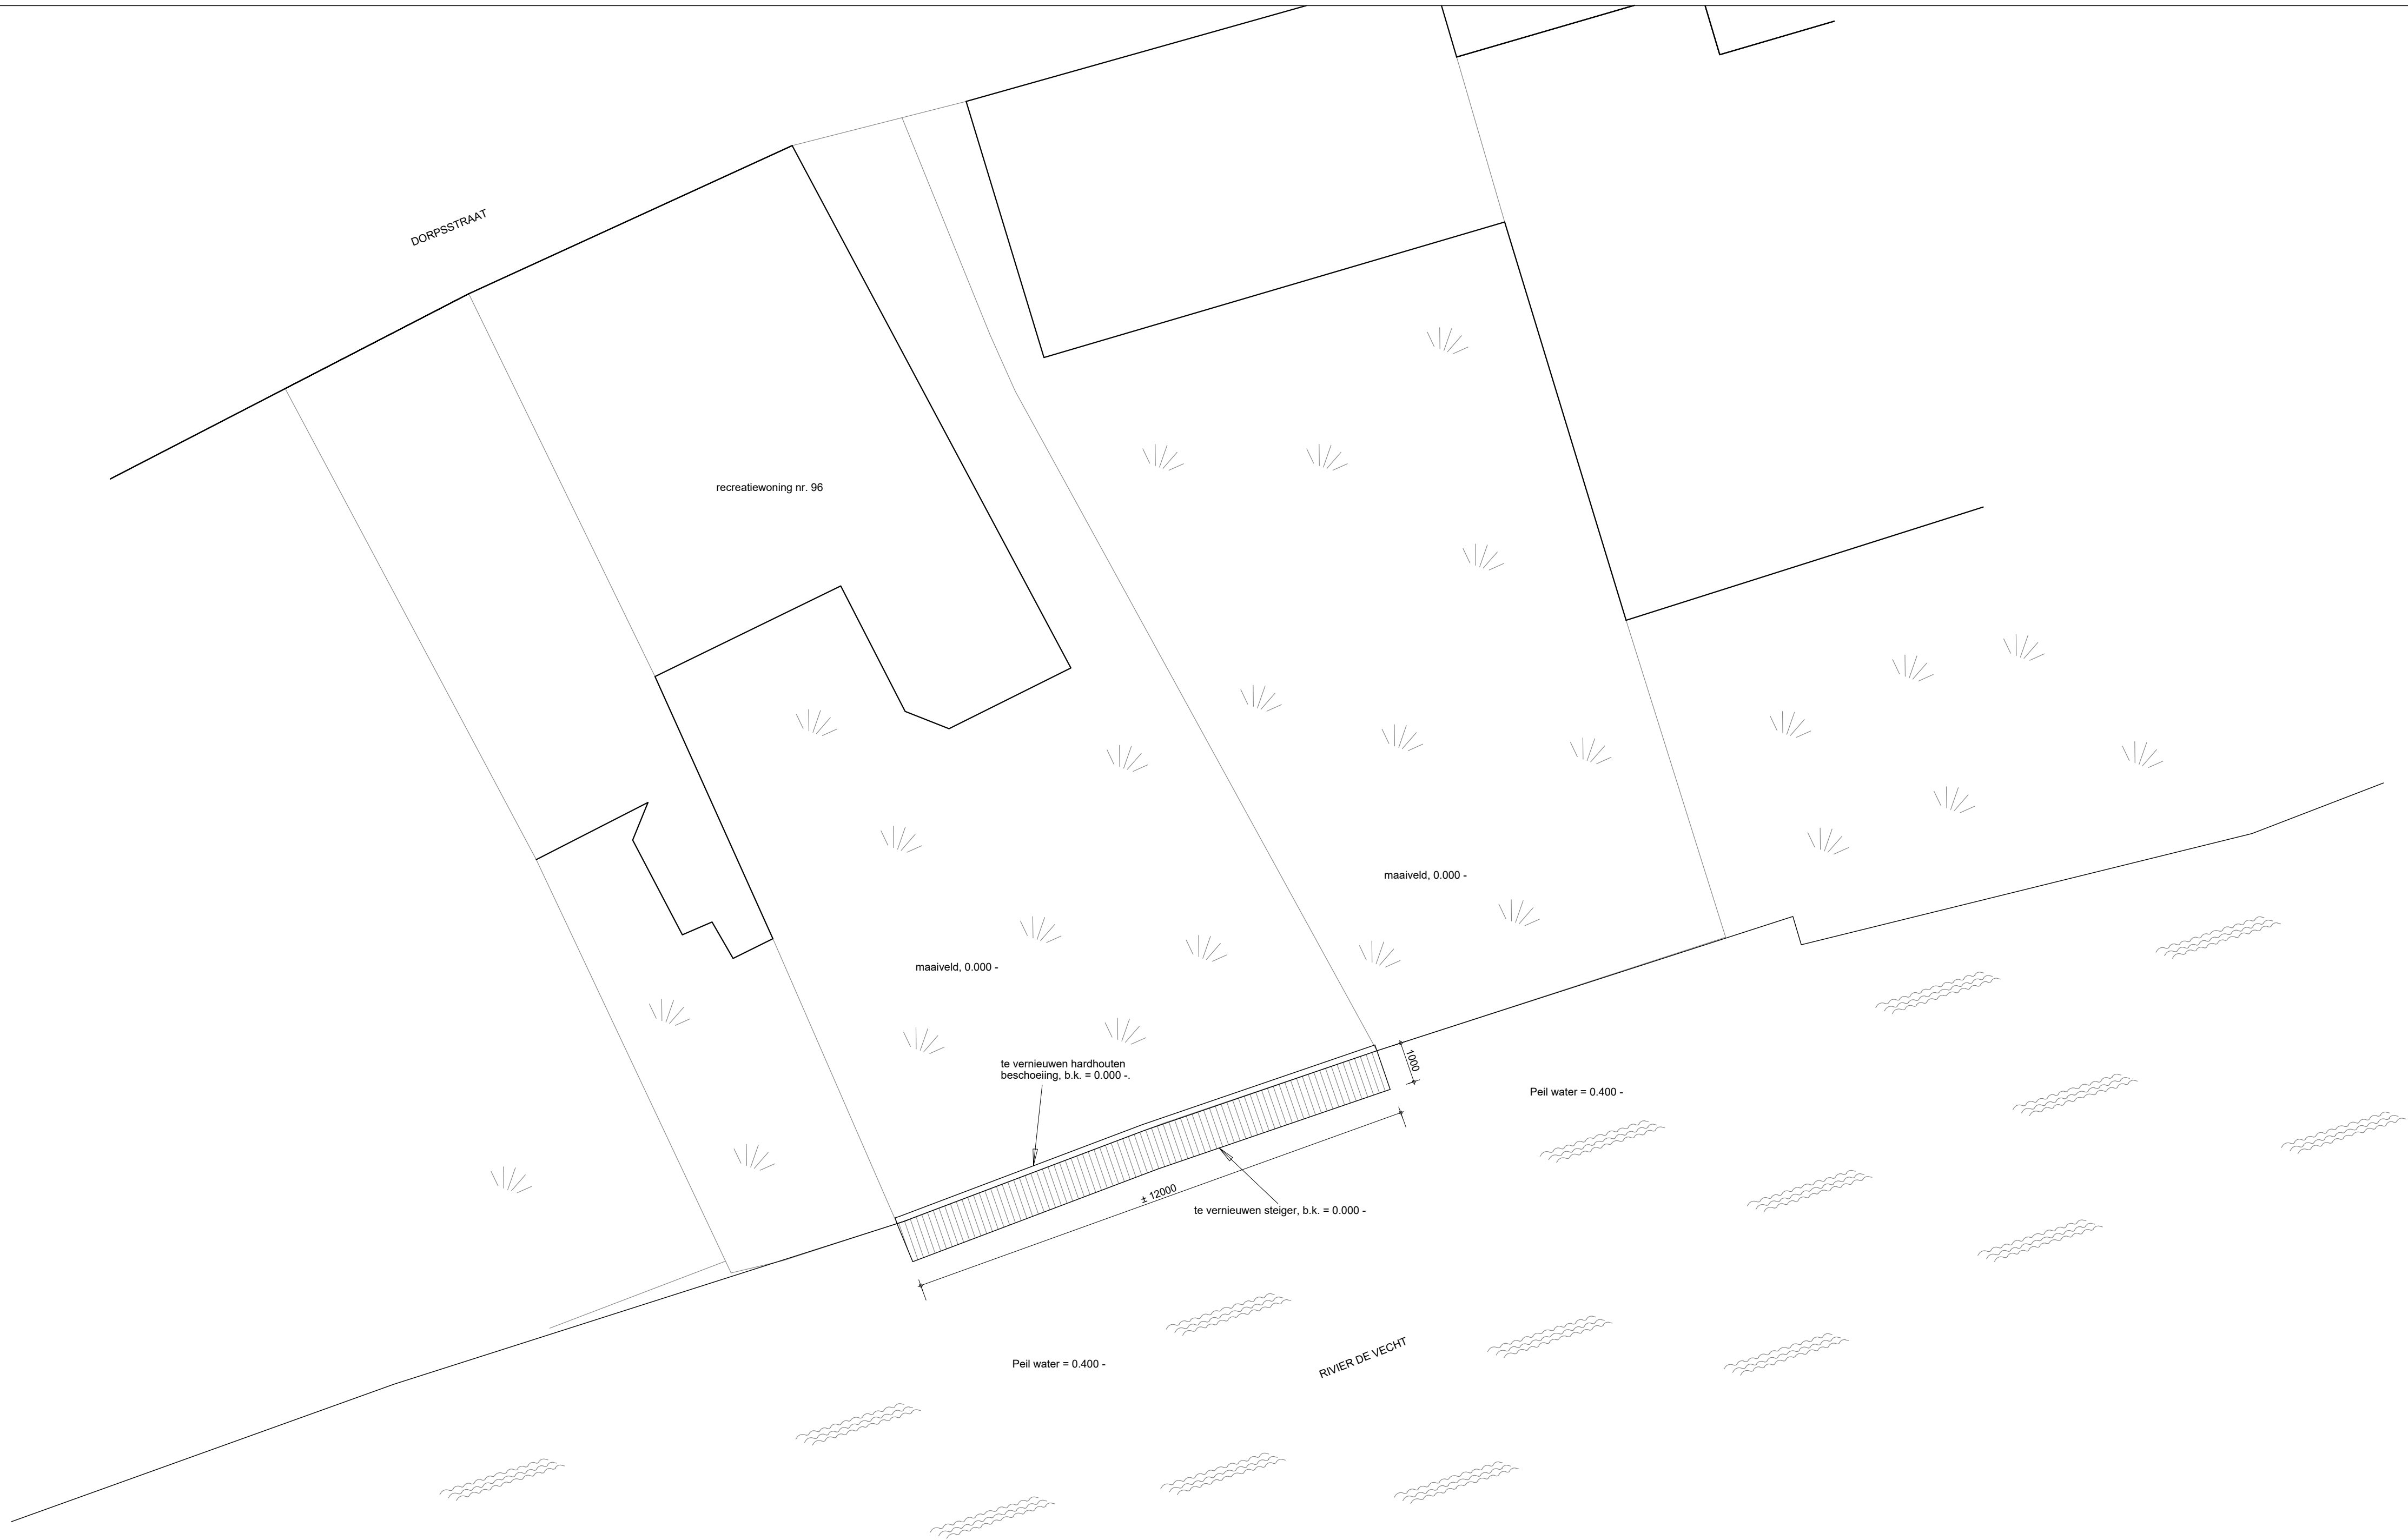 DORPSSTRAAT
recreatiewoning nr. 96
maaiveld, 0.000 -
maaiveld, 0.000 -
te vernieuwen hardhouten
beschoeiing, b.k. = 0.000 -.
1000
Peil water = 0.400 -
± 12000
te vernieuwen steiger, b.k. = 0.000 -
RIVIER DE VECHT
Peil water = 0.400 -